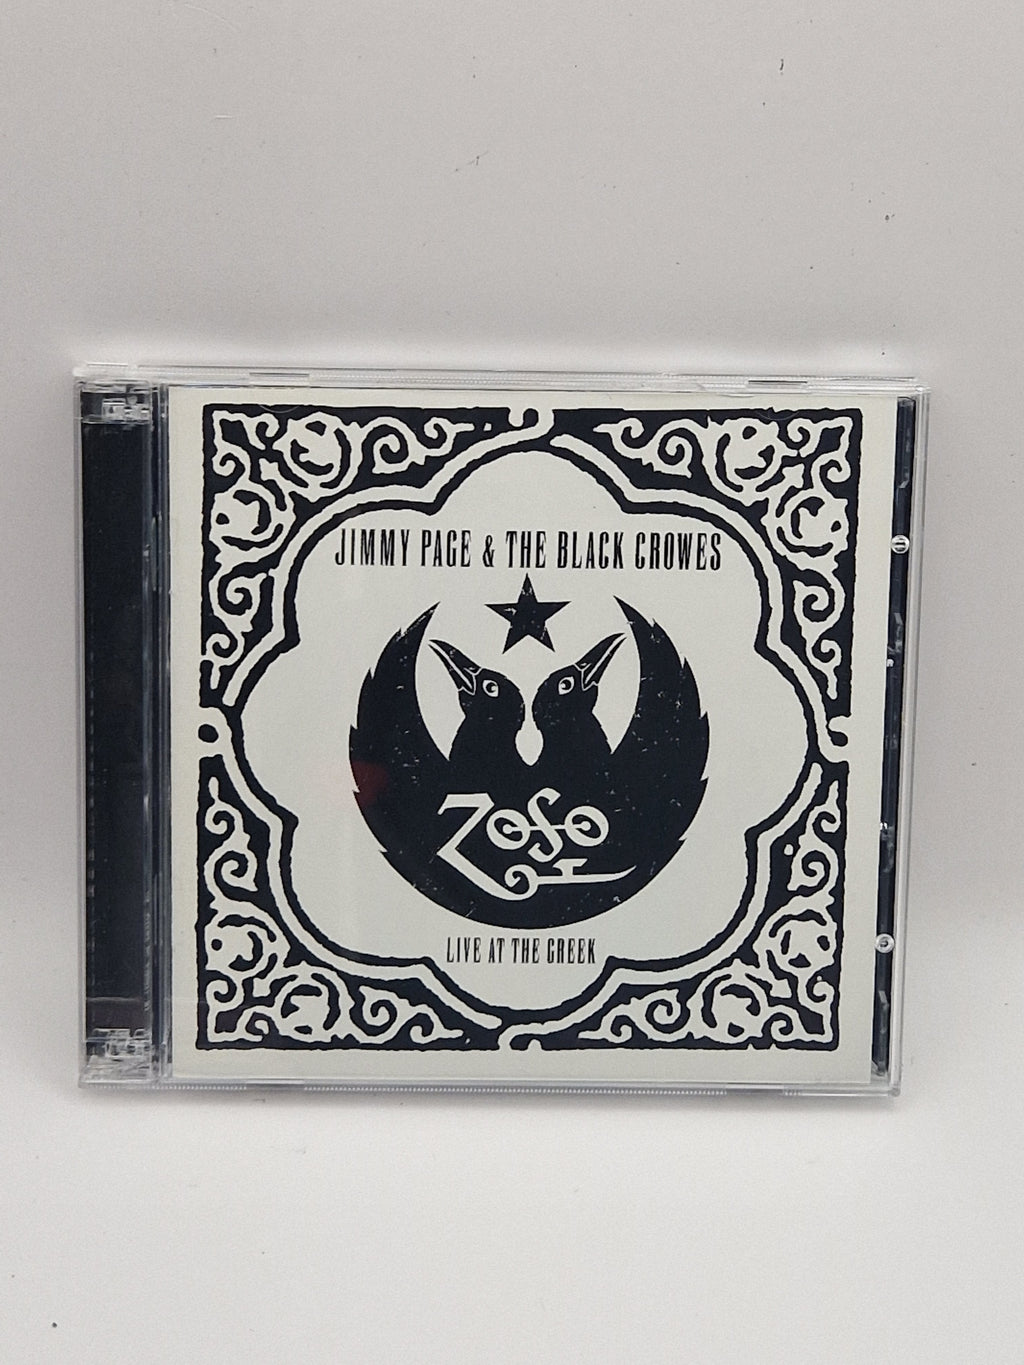 JIMMY PAGE & THE BLACK CROWES
ZOSO
LIVE AT THE GREEK